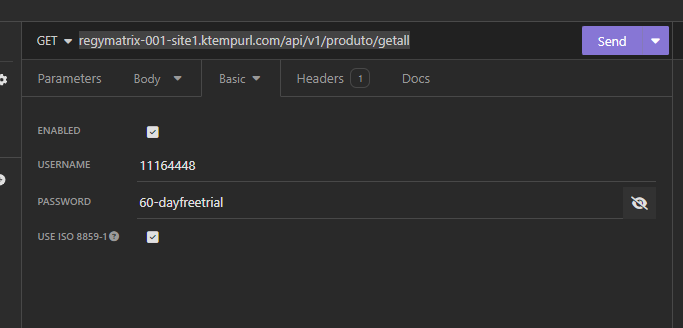 GET regymatrix-001-site1.ktempurl.com/api/v1/produto/getall Send
Parameters Body Basic Headers 1 Docs
ENABLED
USERNAME 11164448
PASSWORD 60-dayfreetrial
USE ISO 8859-1 ?